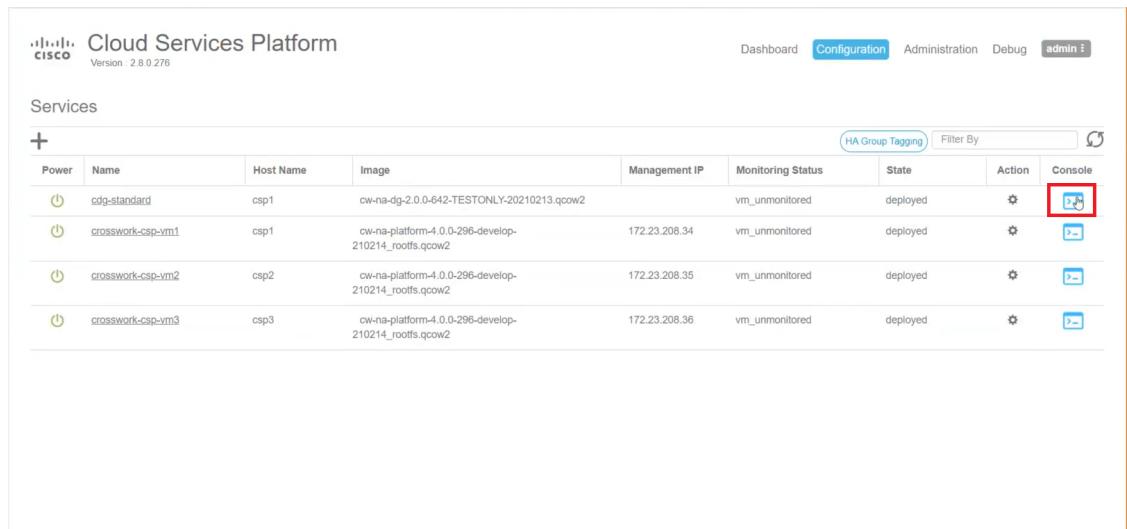 cisco
Cloud Services Platform
Version : 2.8.0.276
Dashboard Configuration Administration Debug admin
Services
HA Group Tagging Filter By
Power Name Host Name Image Management IP Monitoring Status State Action Console
cdg-standard csp1 cw-na-dg-2.0.0-642-TESTONLY-20210213.qcow2 vm_unmonitored deployed
crosswork-csp-vm1 csp1 cw-na-platform-4.0.0-296-develop- 172.23.208.34 vm_unmonitored deployed
210214_rootfs.qcow2
crosswork-csp-vm2 csp2 cw-na-platform-4.0.0-296-develop- 172.23.208.35 vm_unmonitored deployed
210214_rootfs.qcow2
crosswork-csp-vm3 csp3 cw-na-platform-4.0.0-296-develop- 172.23.208.36 vm_unmonitored deployed
210214_rootfs.qcow2